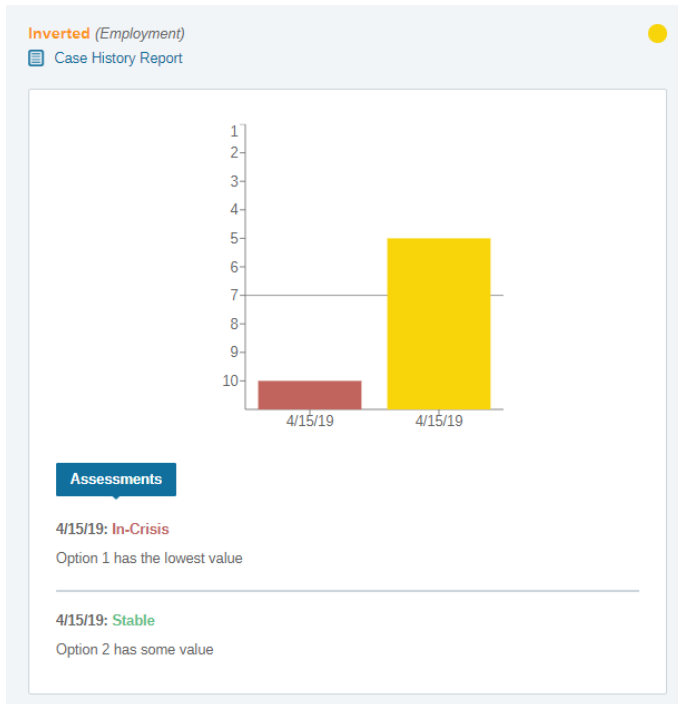 Inverted (Employment)
Case History Report
1
2
3
4
5
6
7
8
9
10
4/15/19 4/15/19
Assessments
4/15/19: In-Crisis
Option 1 has the lowest value
4/15/19: Stable
Option 2 has some value